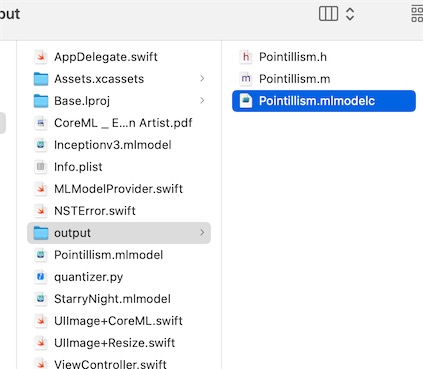 put
AppDelegate.swift
Assets.xcassets
Base.lproj
CoreML _ E...n Artist.pdf
Inceptionv3.mlmodel
Info.plist
MLModelProvider.swift
NSTError.swift
output
Pointillism.mlmodel
quantizer.py
StarryNight.mlmodel
UIImage+CoreML.swift
UIImage+Resize.swift
ViewController.swift
h Pointillism.h
m Pointillism.m
Pointillism.mlmodelc